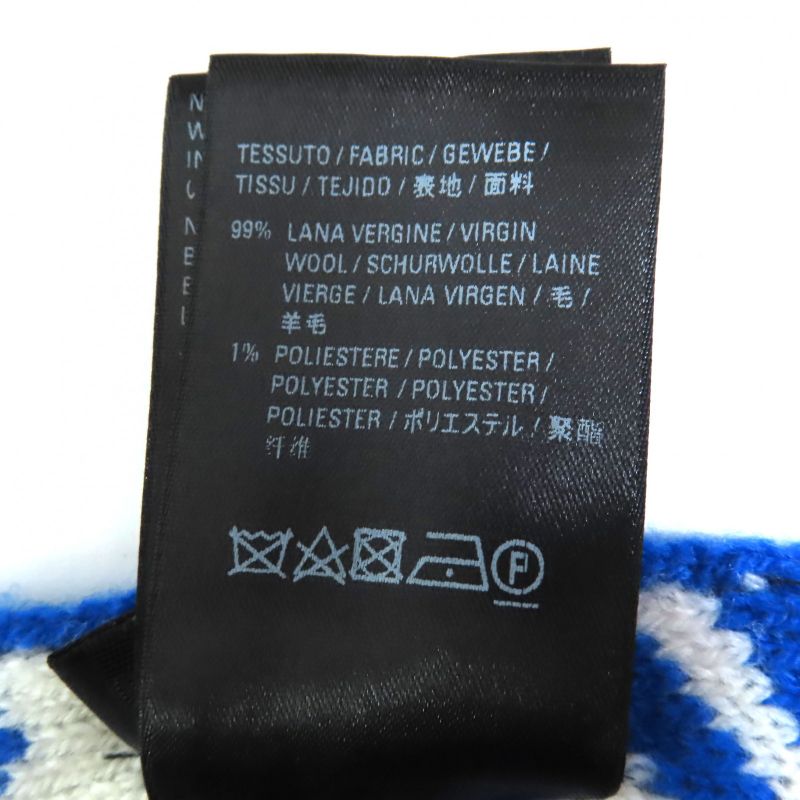 TESSUTO / FABRIC / GEWEBE /
TISSU / TEJIDO / 表地 / 面料
99% LANA VERGINE / VIRGIN
WOOL / SCHURWOLLE / LAINE
VIERGE / LANA VIRGEN / 毛 /
羊毛
1% POLIESTERE / POLYESTER /
POLYESTER / POLYESTER /
POLIESTER / ポリエステル / 聚酯
纤维
F